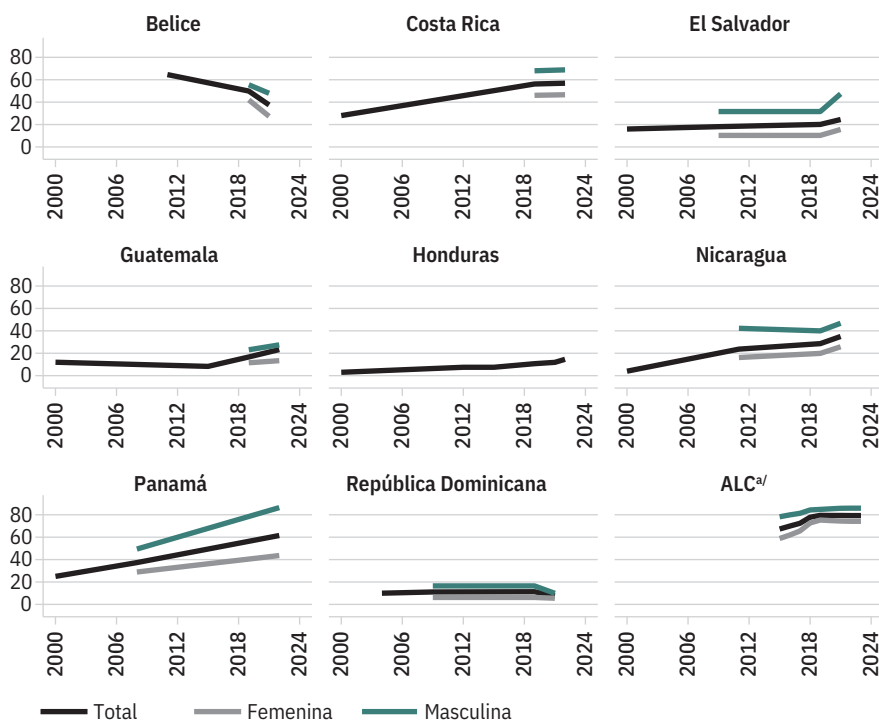 Belice Costa Rica El Salvador
80
60
40
20
0
2000 2006 2012 2018 2024 2000 2006 2012 2018 2024 2000 2006 2012 2018 2024
Guatemala Honduras Nicaragua
80
60
40
20
0
2000 2006 2012 2018 2024 2000 2006 2012 2018 2024 2000 2006 2012 2018 2024
Panamá República Dominicana ALCa/
80
60
40
20
0
2000 2006 2012 2018 2024 2000 2006 2012 2018 2024 2000 2006 2012 2018 2024
Total Femenina Masculina